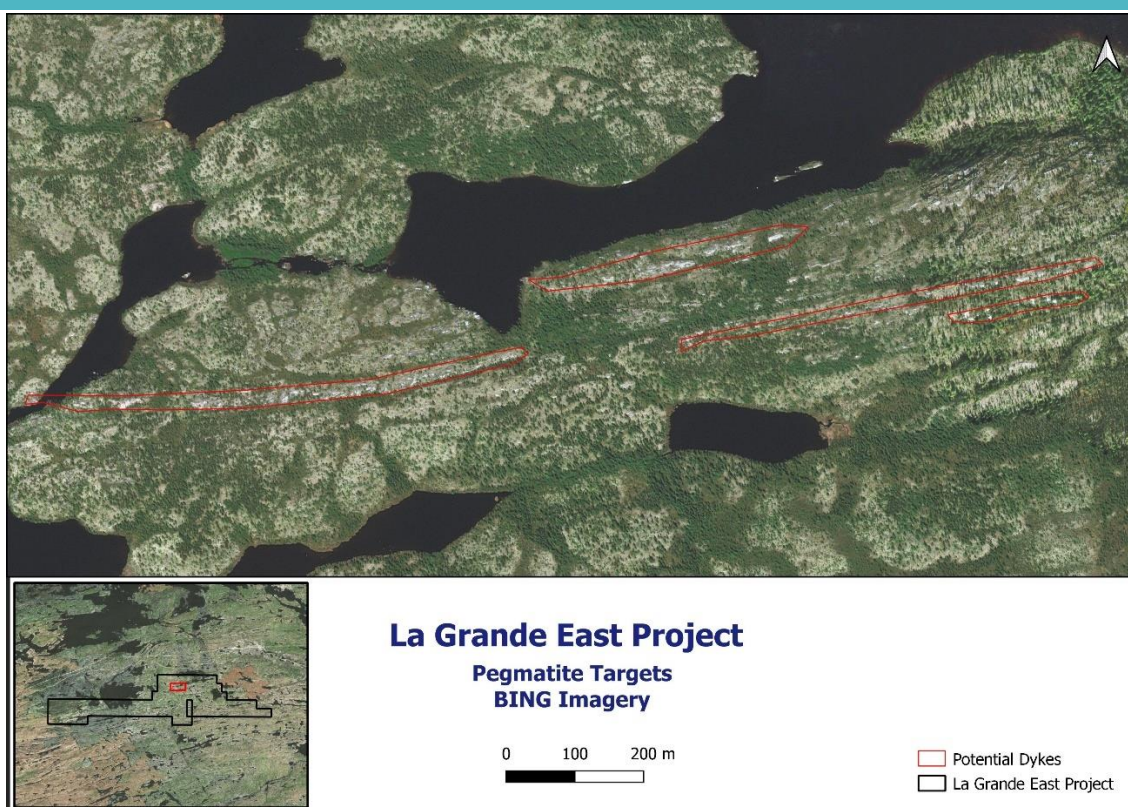 La Grande East Project
Pegmatite Targets
BING Imagery
0 100 200 m
Potential Dykes
La Grande East Project